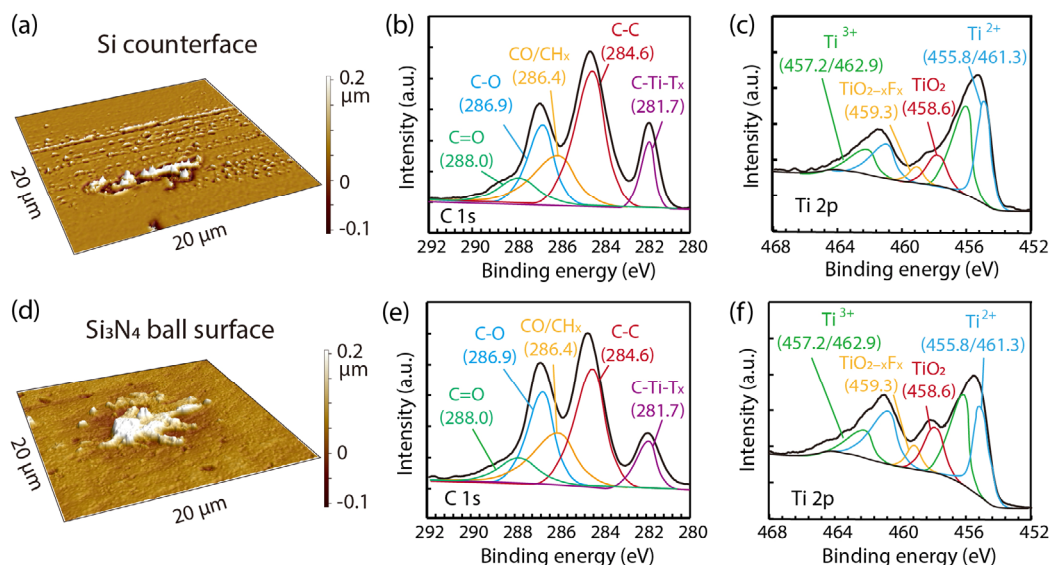 (a)
Si counterface
0.2
μm
0
-0.1
20 μm
20 μm
(b)
C-C
(284.6)
CO/CHx
(286.4)
C-O
(286.9)
C-Ti-Tx
(281.7)
C=O
(288.0)
C 1s
Intensity (a.u.)
292 290 288 286 284 282 280
Binding energy (eV)
(c)
Ti 3+
(457.2/462.9)
Ti 2+
(455.8/461.3)
TiO2-xFx
(459.3)
TiO2
(458.6)
Ti 2p
Intensity (a.u.)
468 464 460 456 452
Binding energy (eV)
(d)
Si3N4 ball surface
0.2
μm
0
-0.1
20 μm
20 μm
(e)
C-O
(286.9)
CO/CHx
(286.4)
C-C
(284.6)
C-Ti-Tx
(281.7)
C=O
(288.0)
C 1s
Intensity (a.u.)
292 290 288 286 284 282 280
Binding energy (eV)
(f)
Ti 3+
(457.2/462.9)
Ti 2+
(455.8/461.3)
TiO2-xFx
(459.3)
TiO2
(458.6)
Ti 2p
Intensity (a.u.)
468 464 460 456 452
Binding energy (eV)